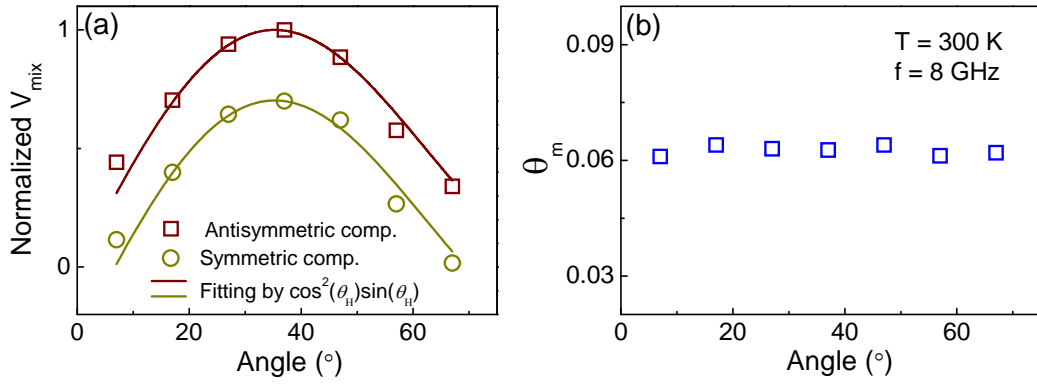 (a)
1
0
Normalized V_mix
Antisymmetric comp.
Symmetric comp.
Fitting by cos²(θ_H)sin(θ_H)
0 20 40 60
Angle (°)
(b)
T = 300 K
f = 8 GHz
0.09
0.06
0.03
θ_m
0 20 40 60
Angle (°)